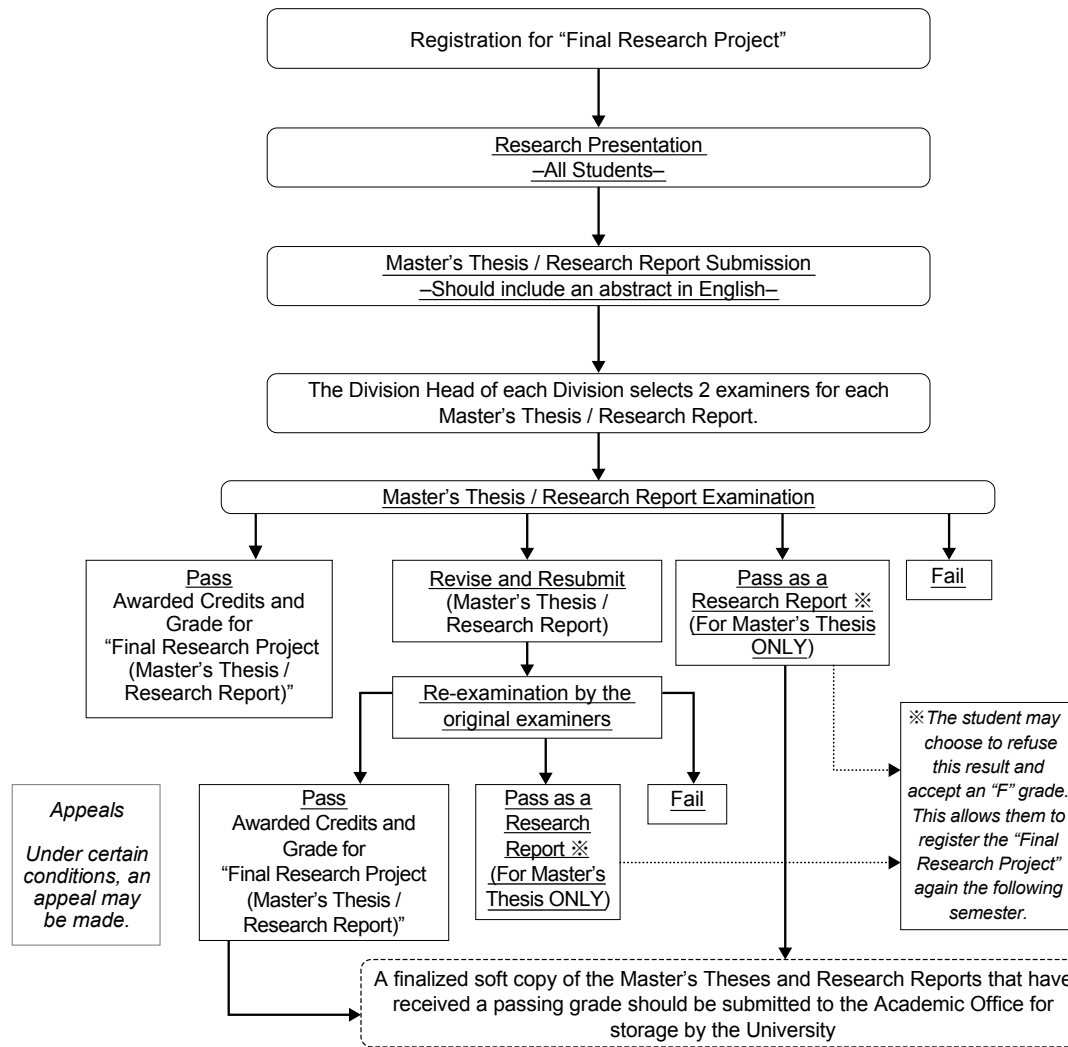 Registration for “Final Research Project”
Research Presentation
–All Students–
Master’s Thesis / Research Report Submission
–Should include an abstract in English–
The Division Head of each Division selects 2 examiners for each
Master’s Thesis / Research Report.
Master’s Thesis / Research Report Examination
Pass
Awarded Credits and
Grade for
“Final Research Project
(Master’s Thesis /
Research Report)”
Revise and Resubmit
(Master’s Thesis /
Research Report)
Pass as a
Research Report ※
(For Master’s Thesis
ONLY)
Fail
Re-examination by the
original examiners
Appeals
Under certain
conditions, an
appeal may
be made.
Pass
Awarded Credits and
Grade for
“Final Research Project
(Master’s Thesis /
Research Report)”
Pass as a
Research
Report ※
(For Master’s
Thesis ONLY)
Fail
※The student may
choose to refuse
this result and
accept an “F” grade.
This allows them to
register the “Final
Research Project”
again the following
semester.
A finalized soft copy of the Master’s Theses and Research Reports that have
received a passing grade should be submitted to the Academic Office for
storage by the University